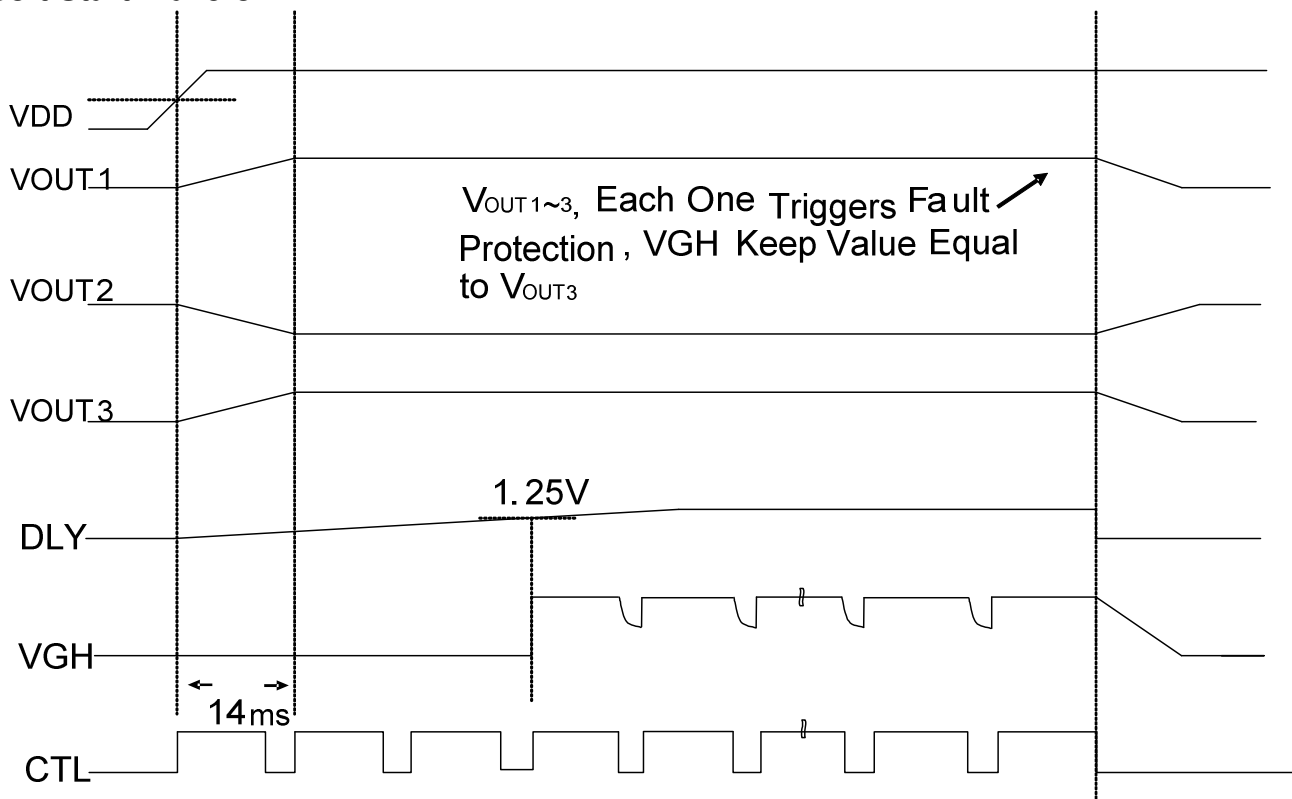 VDD
VOUT1
VOUT1~3, Each One Triggers Fault
Protection, VGH Keep Value Equal
to VOUT3
VOUT2
VOUT3
1.25V
DLY
VGH
14ms
CTL